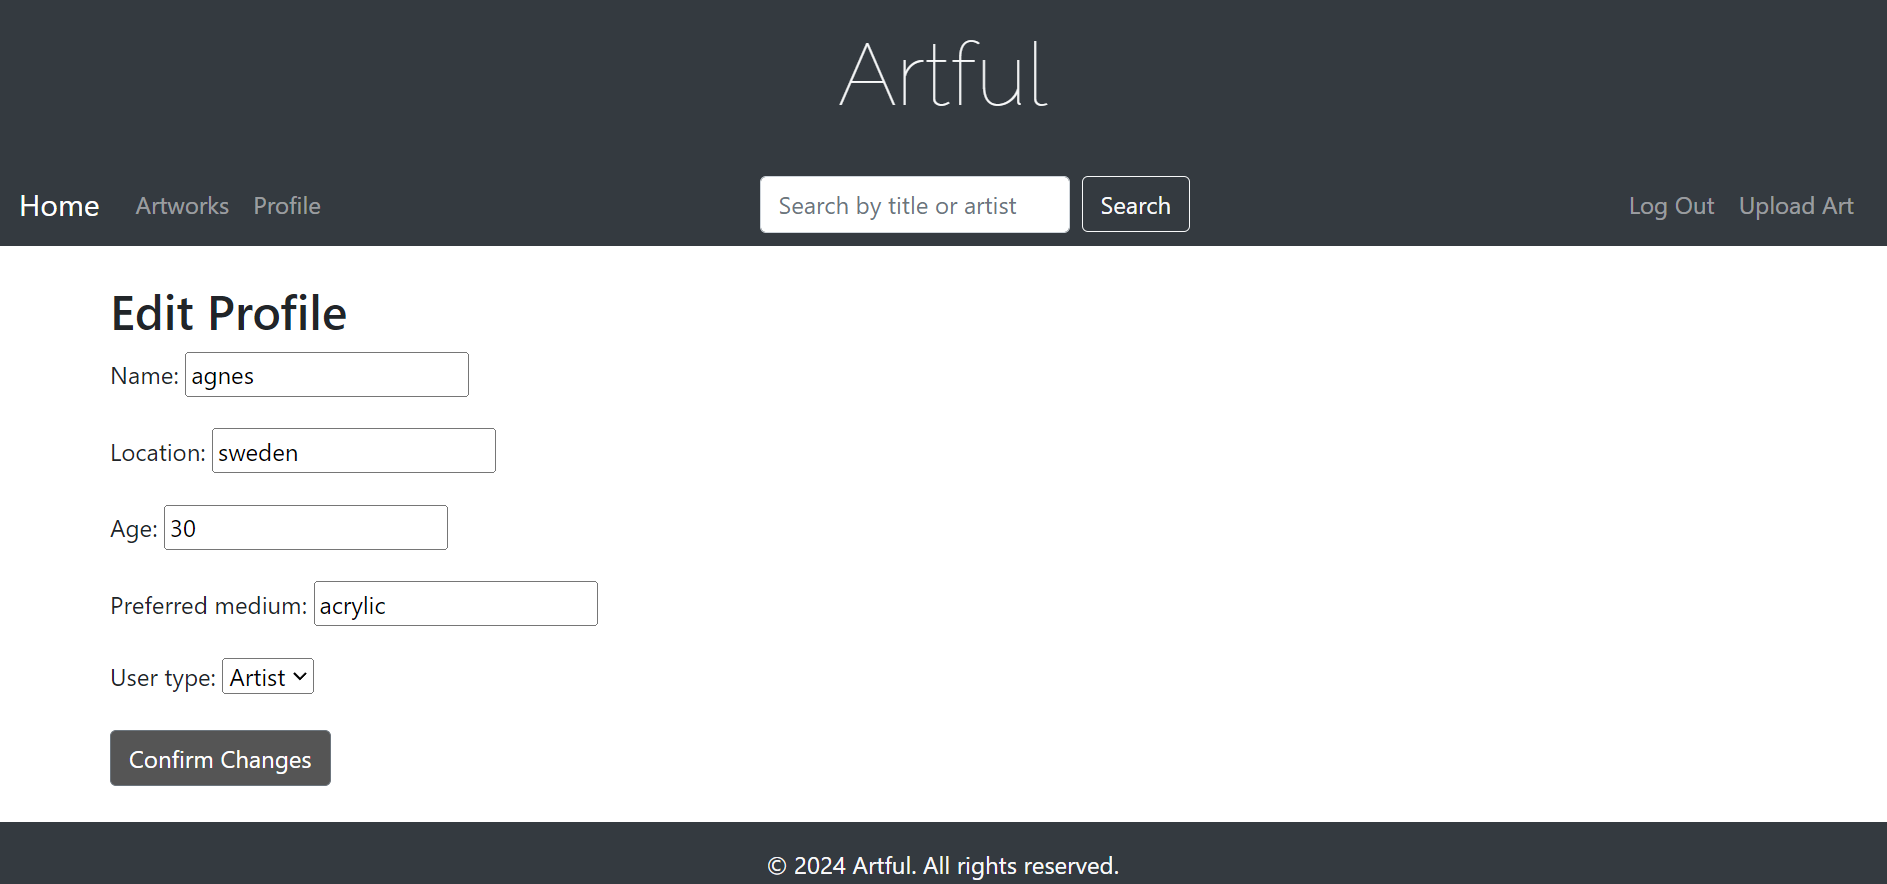 Artful
Home Artworks Profile Search by title or artist Search Log Out Upload Art
Edit Profile
Name: agnes
Location: sweden
Age: 30
Preferred medium: acrylic
User type: Artist
Confirm Changes
© 2024 Artful. All rights reserved.